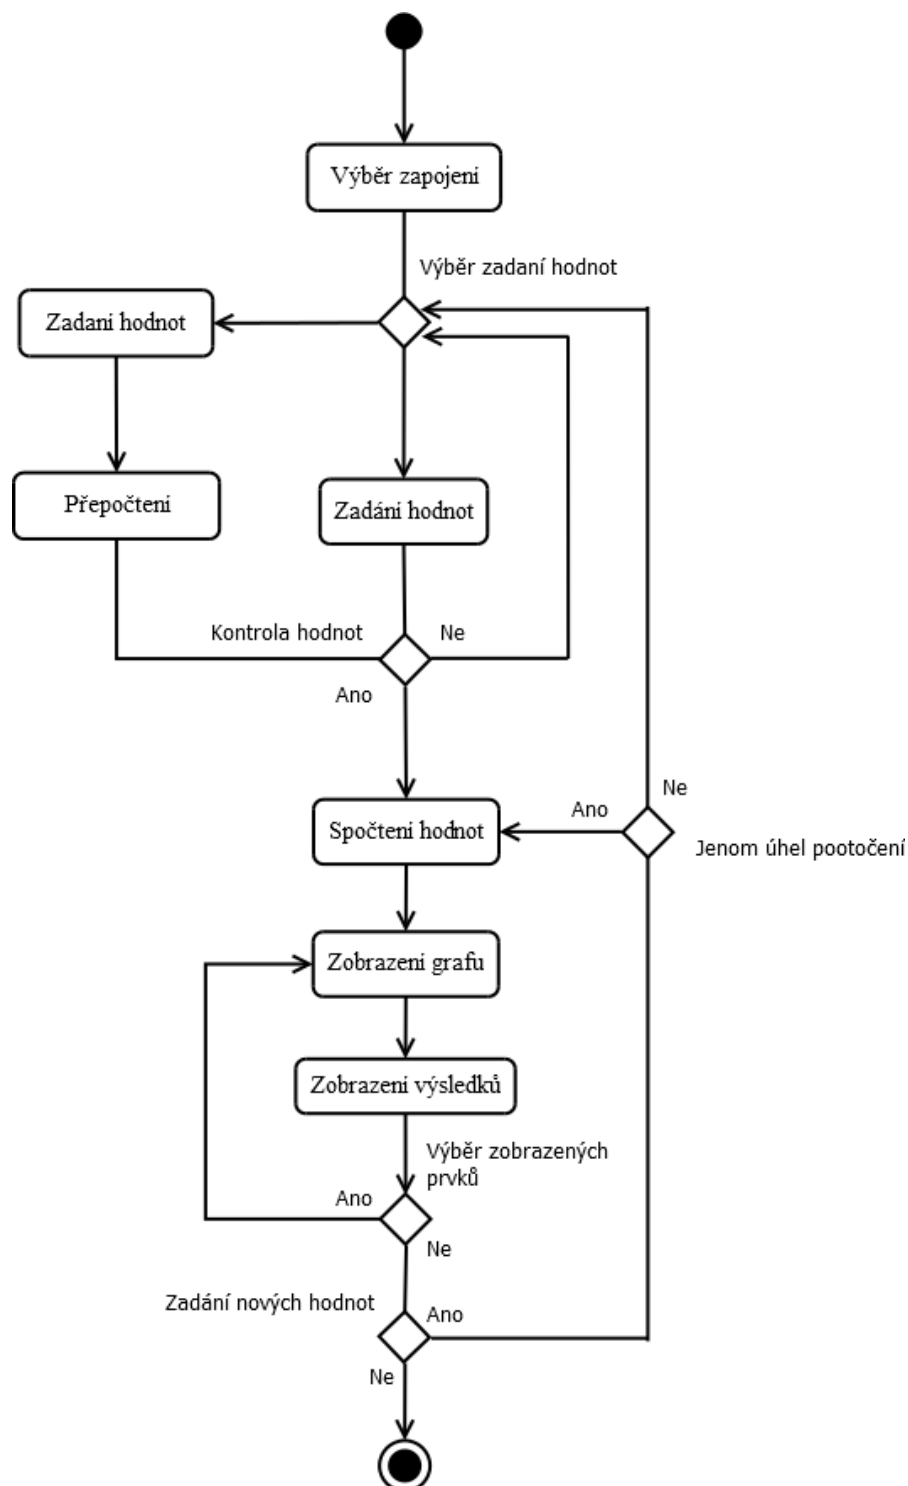 Výběr zapojeni
Výběr zadaní hodnot
Zadani hodnot
Přepočteni
Zadáni hodnot
Kontrola hodnot
Ne
Ano
Ne
Ano
Jenom úhel pootočení
Spočteni hodnot
Zobrazeni grafu
Zobrazeni výsledků
Výběr zobrazených
prvků
Ano
Ne
Zadání nových hodnot
Ano
Ne